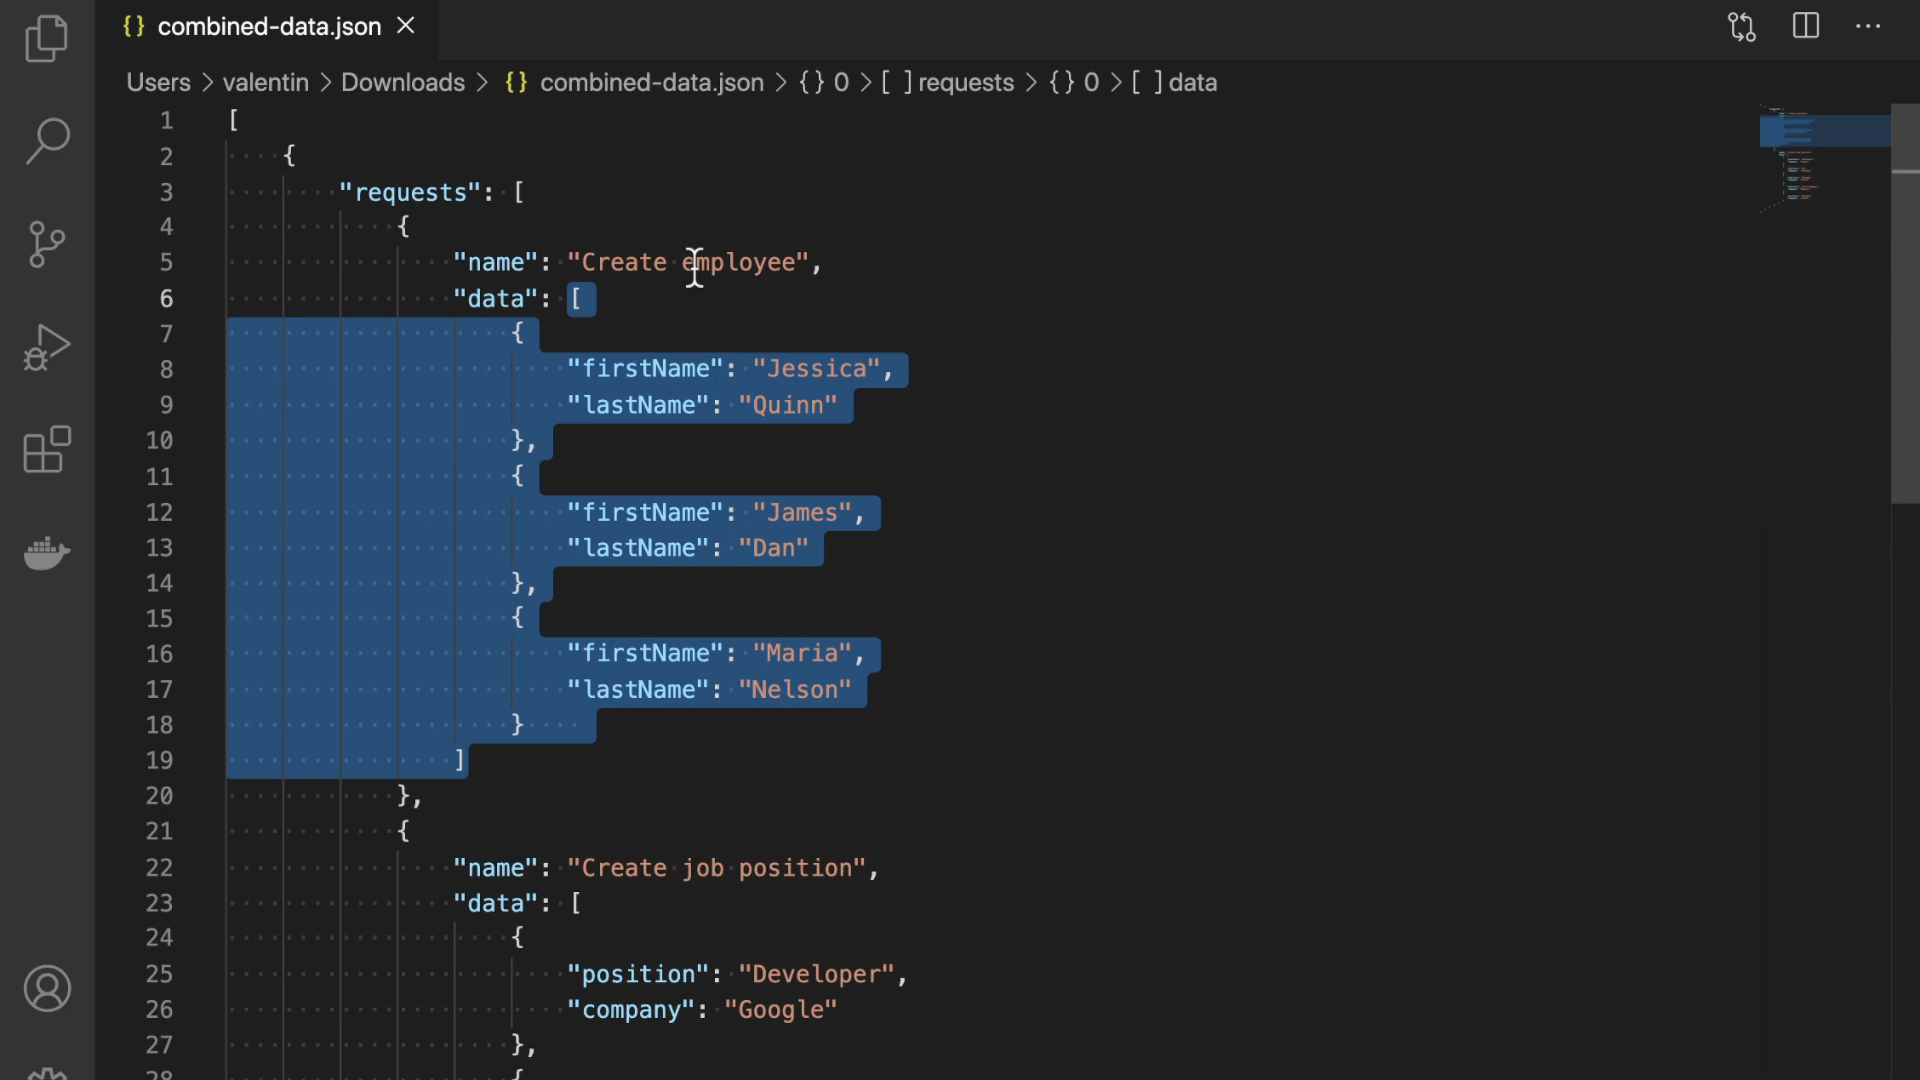 {} combined-data.json ×
Users > valentin > Downloads > {} combined-data.json > {} 0 > [ ] requests > {} 0 > [ ] data
1 [
2 {
3 "requests": [
4 {
5 "name": "Create employee",
6 "data": [
7 {
8 "firstName": "Jessica",
9 "lastName": "Quinn"
10 },
11 {
12 "firstName": "James",
13 "lastName": "Dan"
14 },
15 {
16 "firstName": "Maria",
17 "lastName": "Nelson"
18 }
19 ]
20 },
21 {
22 "name": "Create job position",
23 "data": [
24 {
25 "position": "Developer",
26 "company": "Google"
27 },
28 {